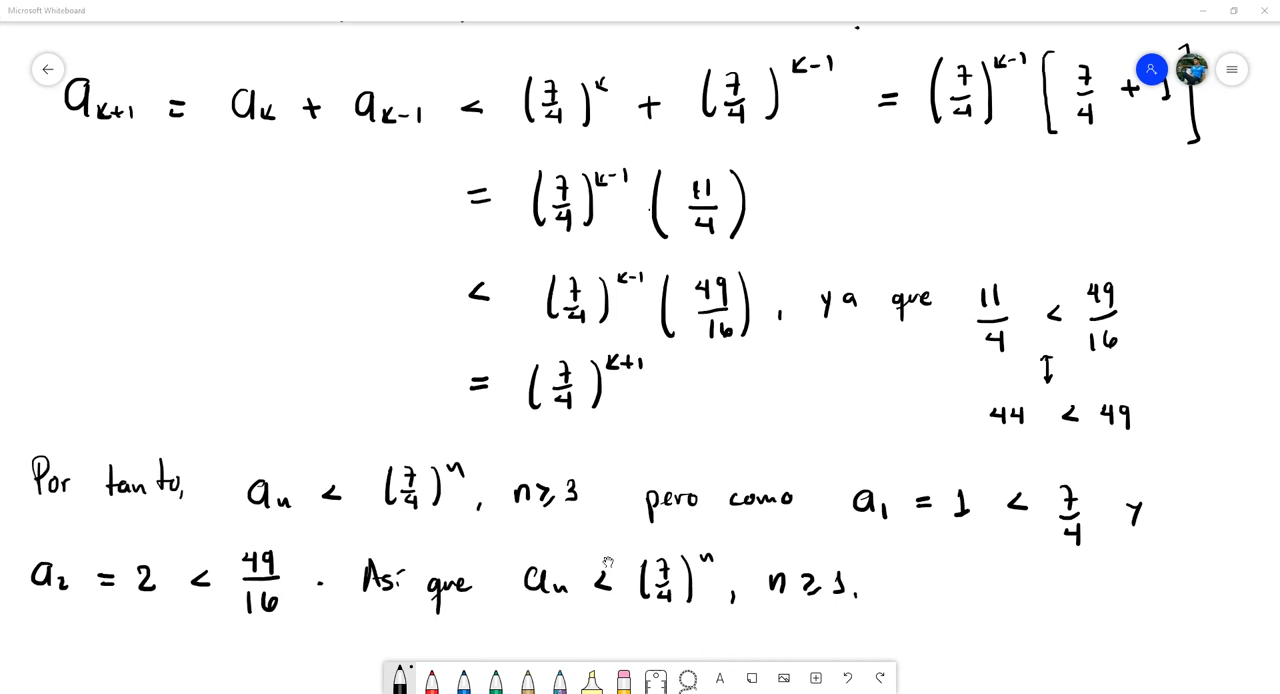 Microsoft Whiteboard
a_{k+1} = a_k + a_{k-1} < (7/4)^k + (7/4)^{k-1} = (7/4)^{k-1} [7/4 + 1]
= (7/4)^{k-1} (11/4)
< (7/4)^{k-1} (49/16), ya que 11/4 < 49/16
↕
= (7/4)^{k+1}
44 < 49
Por tanto, a_n < (7/4)^n, n ≥ 3 pero como a_1 = 1 < 7/4 y
a_2 = 2 < 49/16 . Así que a_n < (7/4)^n, n ≥ 1.
A